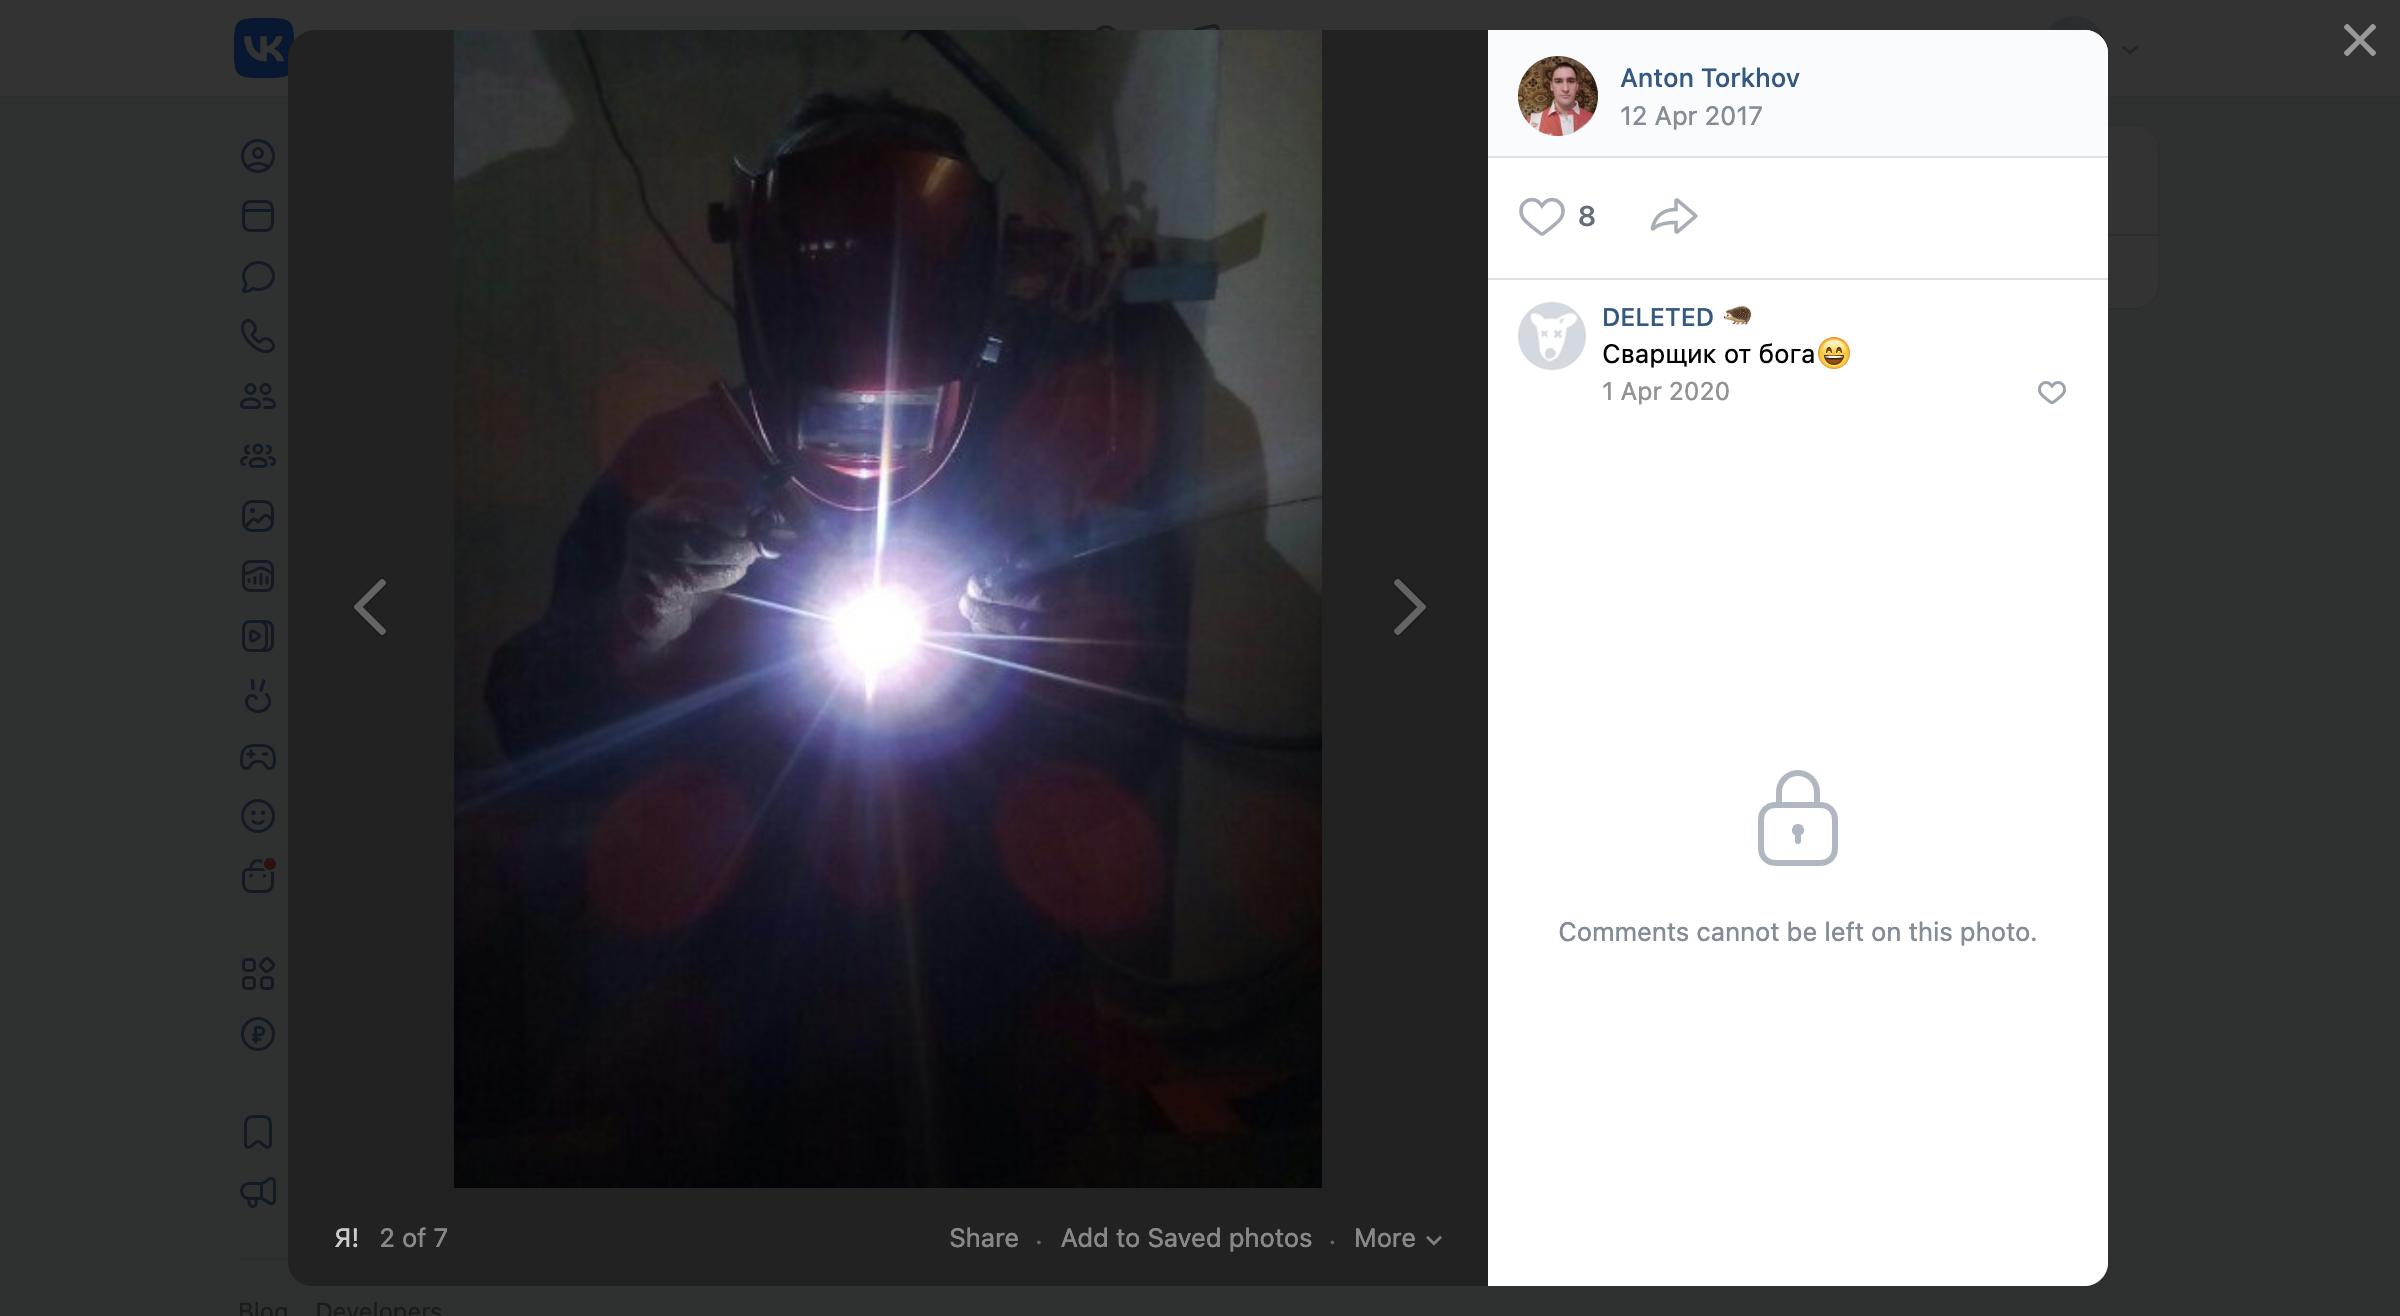 VK
Anton Torkhov
12 Apr 2017
8
DELETED 🦔
Сварщик от бога😄
1 Apr 2020
Comments cannot be left on this photo.
Я! 2 of 7
Share · Add to Saved photos · More
Blog Developers